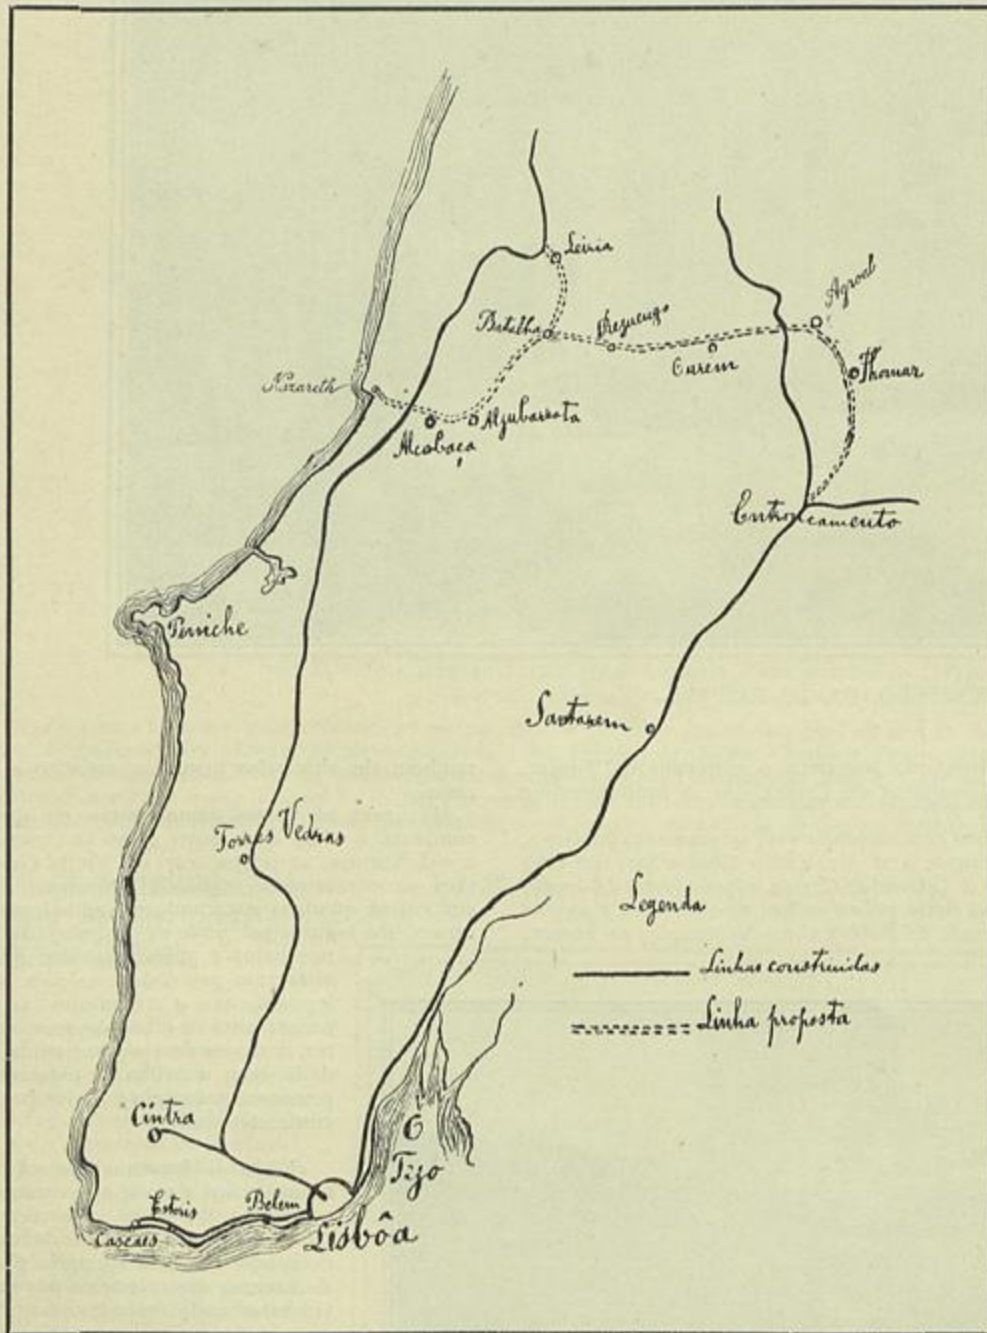 Leiria
Agroal
Batalha
Reguengo
Ourem
Thomar
Nazareth
Aljubarrota
Alcobaça
Entroncamento
Peniche
Santarem
Torres Vedras
Legenda
Linhas construidas
Linha proposta
Cintra
O
Tejo
Estoris
Belem
Cascaes
Lisbôa